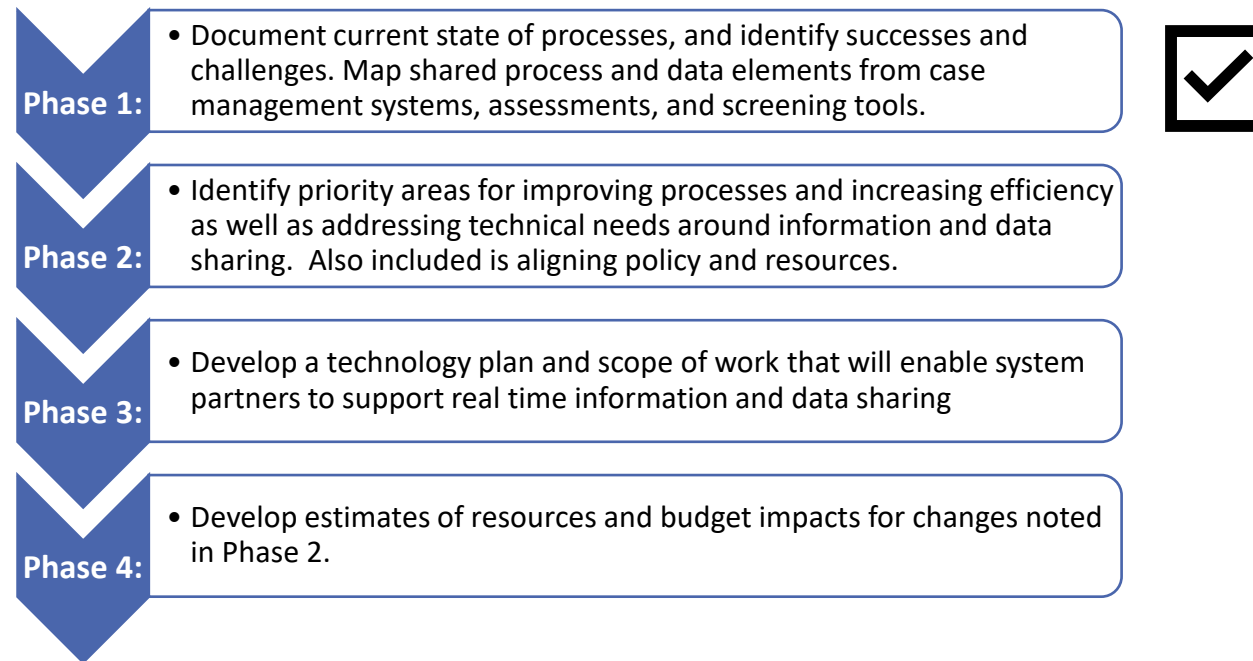 Phase 1:
• Document current state of processes, and identify successes and
challenges. Map shared process and data elements from case
management systems, assessments, and screening tools.
Phase 2:
• Identify priority areas for improving processes and increasing efficiency
as well as addressing technical needs around information and data
sharing.  Also included is aligning policy and resources.
Phase 3:
• Develop a technology plan and scope of work that will enable system
partners to support real time information and data sharing
Phase 4:
• Develop estimates of resources and budget impacts for changes noted
in Phase 2.